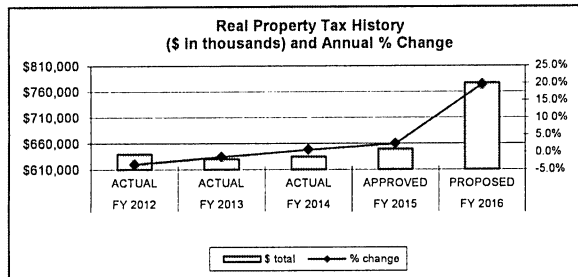 Real Property Tax History
($ in thousands) and Annual % Change
$810,000
$760,000
$710,000
$660,000
$610,000
25.0%
20.0%
15.0%
10.0%
5.0%
0.0%
-5.0%
ACTUAL ACTUAL ACTUAL APPROVED PROPOSED
FY 2012 FY 2013 FY 2014 FY 2015 FY 2016
$ total % change